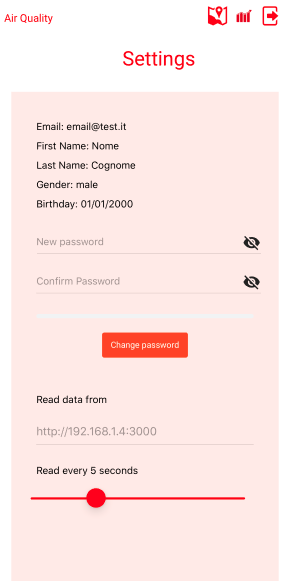 Air Quality
Settings
Email: email@test.it
First Name: Nome
Last Name: Cognome
Gender: male
Birthday: 01/01/2000
New password
Confirm Password
Change password
Read data from
http://192.168.1.4:3000
Read every 5 seconds